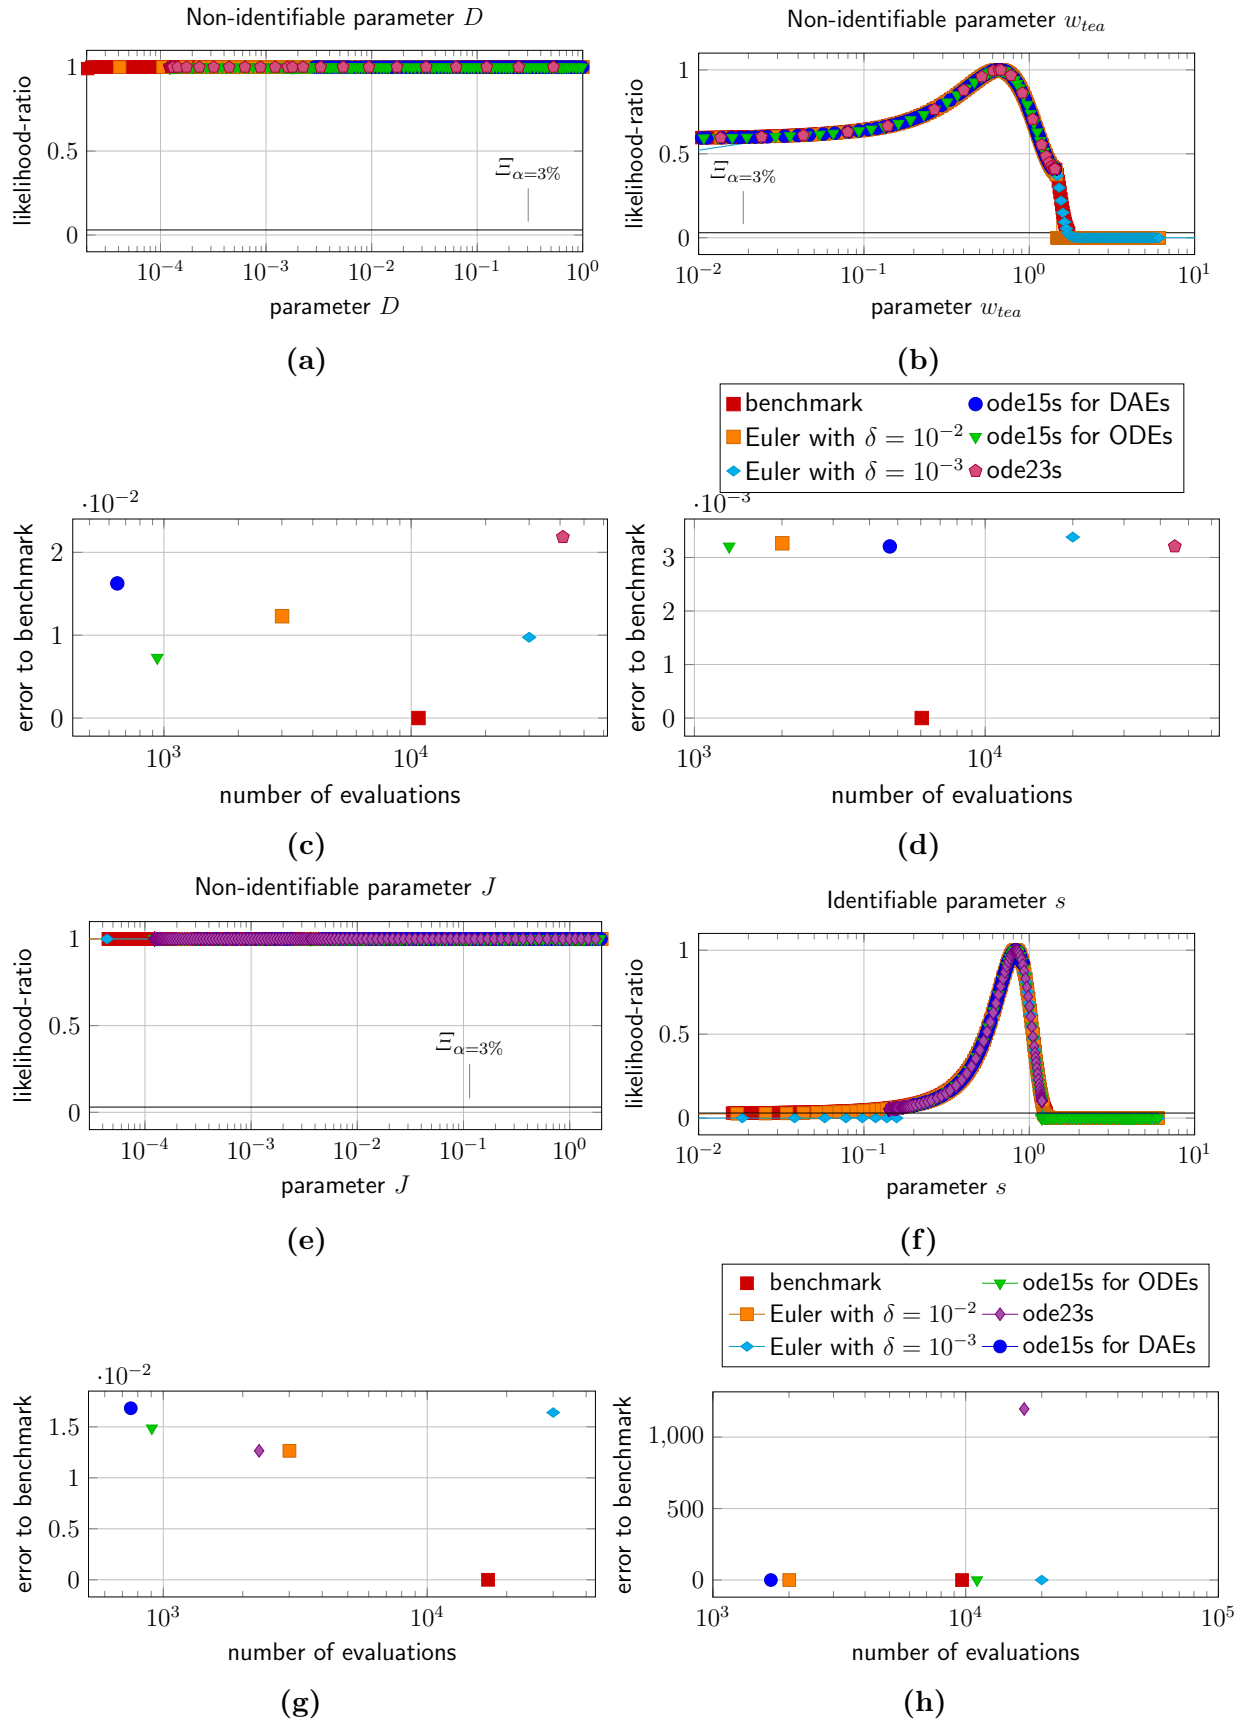 Non-identifiable parameter D
likelihood-ratio
1
0.5
0
Ξα=3%
10⁻⁴ 10⁻³ 10⁻² 10⁻¹ 10⁰
parameter D
(a)
Non-identifiable parameter w_tea
likelihood-ratio
1
0.5
0
Ξα=3%
10⁻² 10⁻¹ 10⁰ 10¹
parameter w_tea
(b)
benchmark
ode15s for DAEs
Euler with δ = 10⁻²
ode15s for ODEs
Euler with δ = 10⁻³
ode23s
·10⁻²
error to benchmark
2
1
0
10³ 10⁴
number of evaluations
(c)
·10⁻³
error to benchmark
3
2
1
0
10³ 10⁴
number of evaluations
(d)
Non-identifiable parameter J
likelihood-ratio
1
0.5
0
Ξα=3%
10⁻⁴ 10⁻³ 10⁻² 10⁻¹ 10⁰
parameter J
(e)
Identifiable parameter s
likelihood-ratio
1
0.5
0
10⁻² 10⁻¹ 10⁰ 10¹
parameter s
(f)
benchmark
ode15s for ODEs
Euler with δ = 10⁻²
ode23s
Euler with δ = 10⁻³
ode15s for DAEs
·10⁻²
error to benchmark
1.5
1
0.5
0
10³ 10⁴
number of evaluations
(g)
error to benchmark
1,000
500
0
10³ 10⁴ 10⁵
number of evaluations
(h)